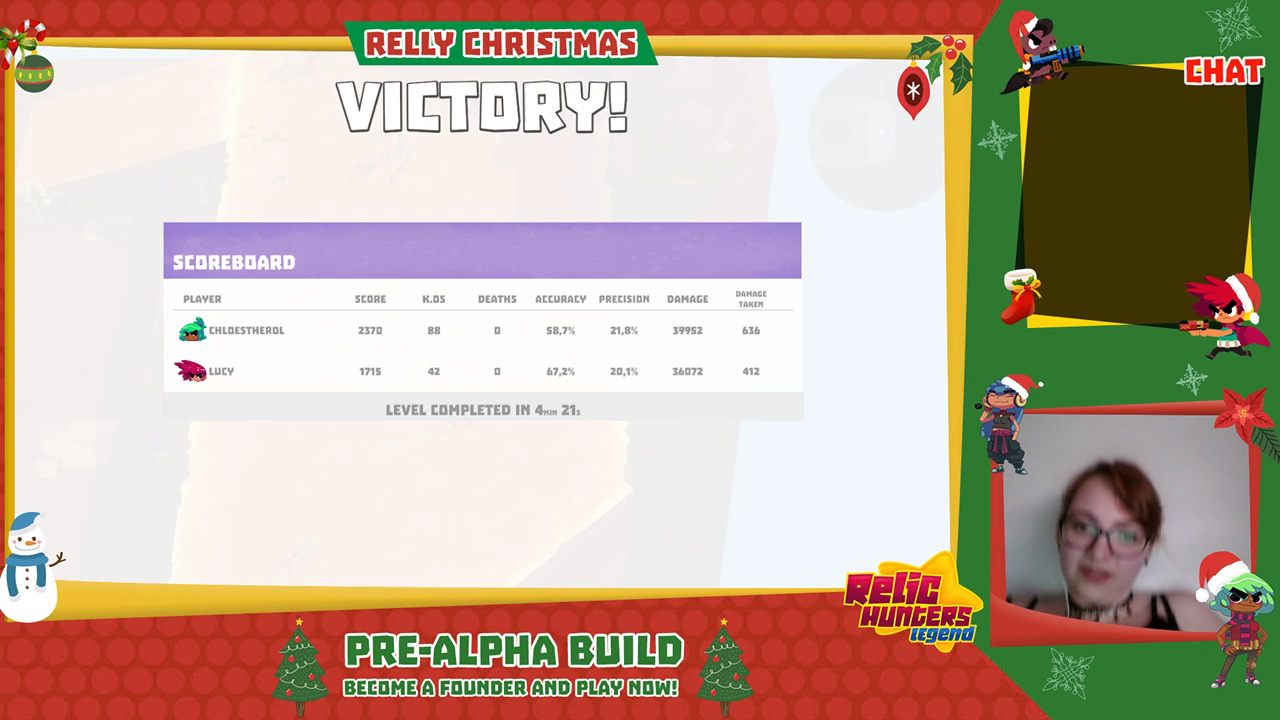 RELLY CHRISTMAS
CHAT
VICTORY!
SCOREBOARD
PLAYER SCORE K.OS DEATHS ACCURACY PRECISION DAMAGE DAMAGE TAKEN
CHLOESTHEROL 2370 88 0 58,7% 21,8% 39952 636
LUCY 1715 42 0 67,2% 20,1% 36072 412
LEVEL COMPLETED IN 4MIN 21S
RELIC
HUNTERS
LEGEND
PRE-ALPHA BUILD
BECOME A FOUNDER AND PLAY NOW!